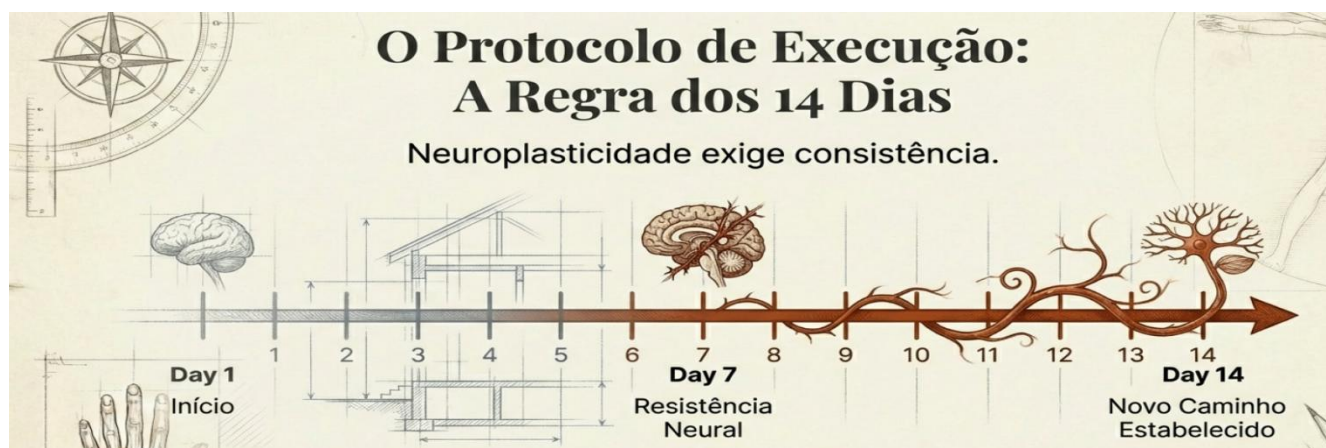 O Protocolo de Execução:
A Regra dos 14 Dias
Neuroplasticidade exige consistência.
1 2 3 4 5 6 7 8 9 10 11 12 13 14
Day 1
Início
Day 7
Resistência
Neural
Day 14
Novo Caminho
Estabelecido